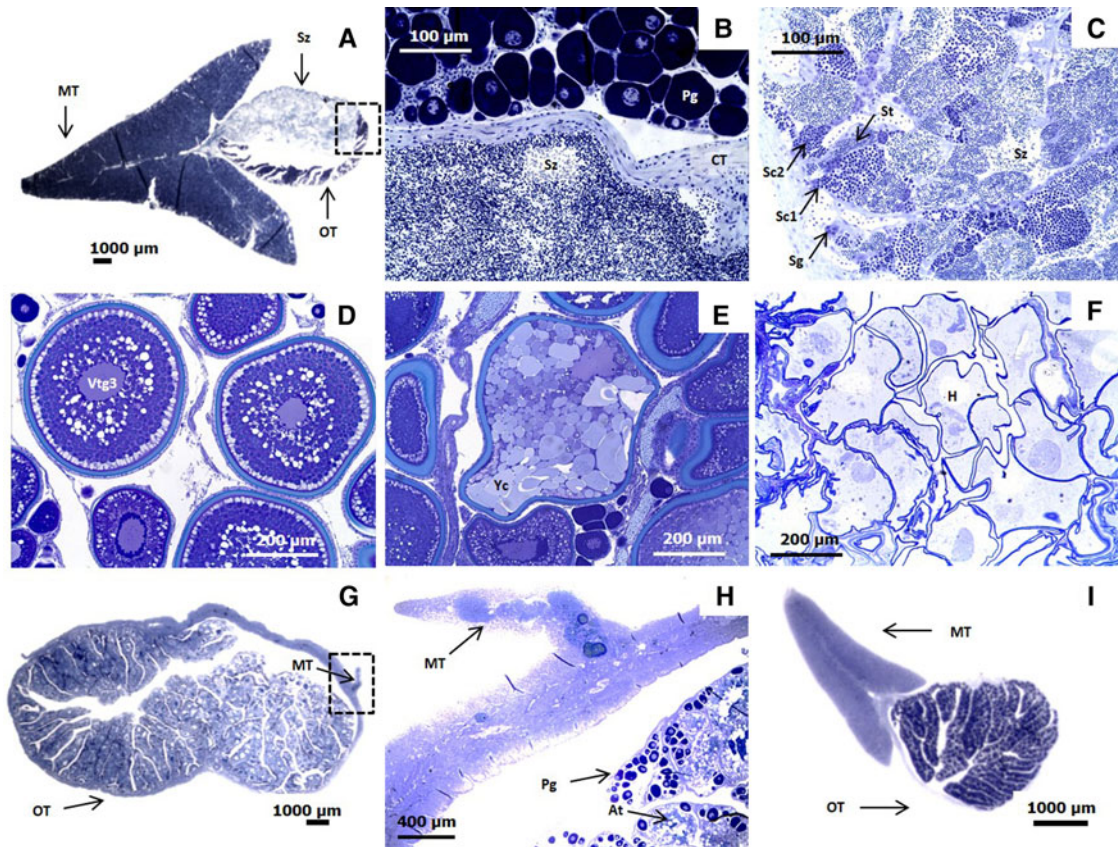 A
Sz
MT
OT
1000 µm
B
100 µm
Pg
Sz
CT
C
100 µm
St
Sz
Sc2
Sc1
Sg
D
Vtg3
200 µm
E
Yc
200 µm
F
H
200 µm
G
MT
OT
1000 µm
H
MT
Pg
At
400 µm
I
MT
OT
1000 µm